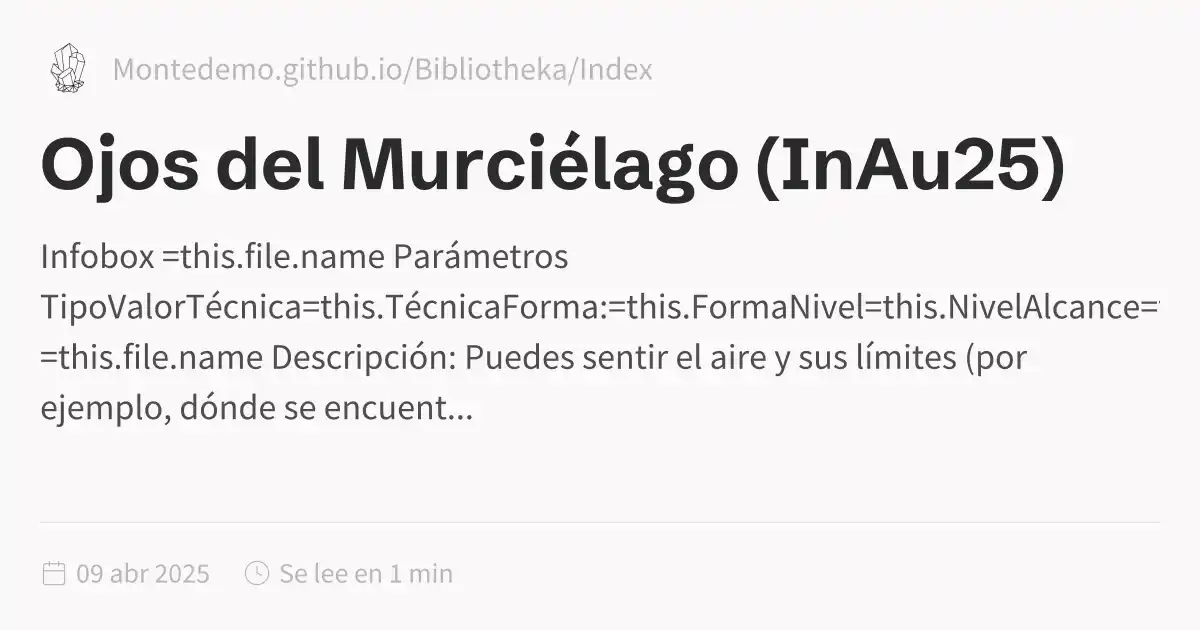 Montedemo.github.io/Bibliotheka/Index
Ojos del Murciélago (InAu25)
Infobox =this.file.name Parámetros
TipoValorTécnica=this.TécnicaForma:=this.FormaNivel=this.NivelAlcance=
=this.file.name Descripción: Puedes sentir el aire y sus límites (por
ejemplo, dónde se encuent...
09 abr 2025 Se lee en 1 min